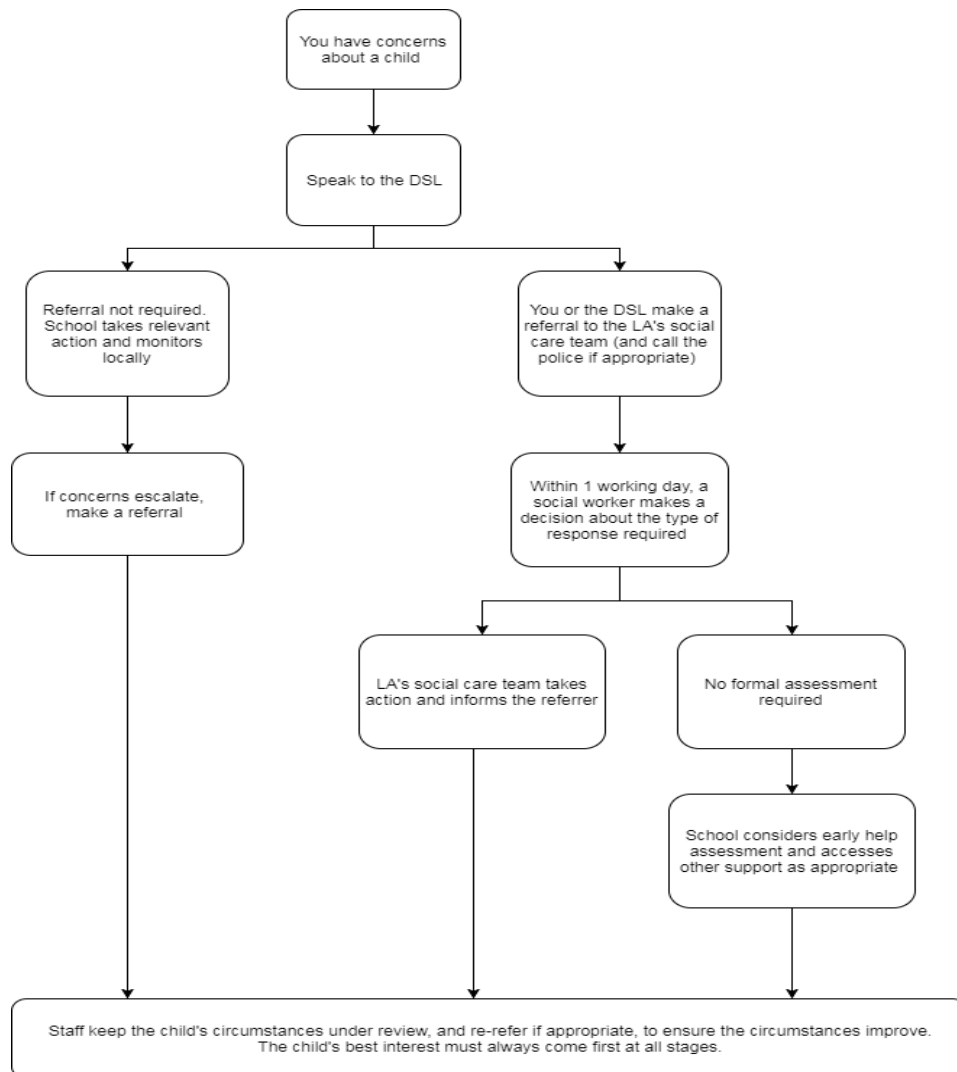 You have concerns
about a child
Speak to the DSL
Referral not required.
School takes relevant
action and monitors
locally
You or the DSL make a
referral to the LA's social
care team (and call the
police if appropriate)
If concerns escalate,
make a referral
Within 1 working day, a
social worker makes a
decision about the type of
response required
LA's social care team takes
action and informs the referrer
No formal assessment
required
School considers early help
assessment and accesses
other support as appropriate
Staff keep the child's circumstances under review, and re-refer if appropriate, to ensure the circumstances improve.
The child's best interest must always come first at all stages.